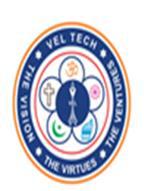 VEL TECH
THE VISION
THE VIRTUES
THE VENTURES